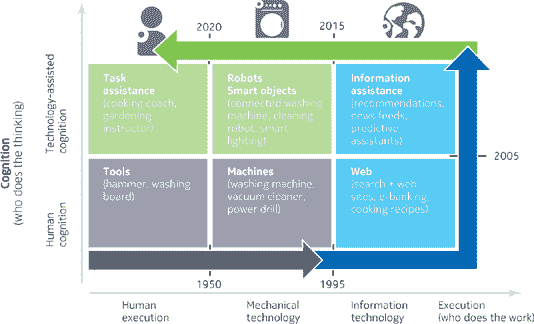 2020
2015
Task
assistance
(cooking coach,
gardening
instructor)
Robots
Smart objects
(connected washing
machine, cleaning
robot, smart
lighting)
Information
assistance
(recommendations,
news feeds,
predictive
assistants)
Tools
(hammer, washing
board)
Machines
(washing machine,
vacuum cleaner,
power drill)
Web
(search + web
sites, e-banking,
cooking recipes)
Cognition
(who does the thinking)
Technology-assisted
cognition
Human
cognition
2005
1950
1995
Human
execution
Mechanical
technology
Information
technology
Execution
(who does the work)